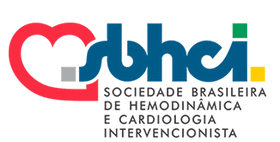 sbhci
SOCIEDADE BRASILEIRA
DE HEMODINÂMICA
E CARDIOLOGIA
INTERVENCIONISTA